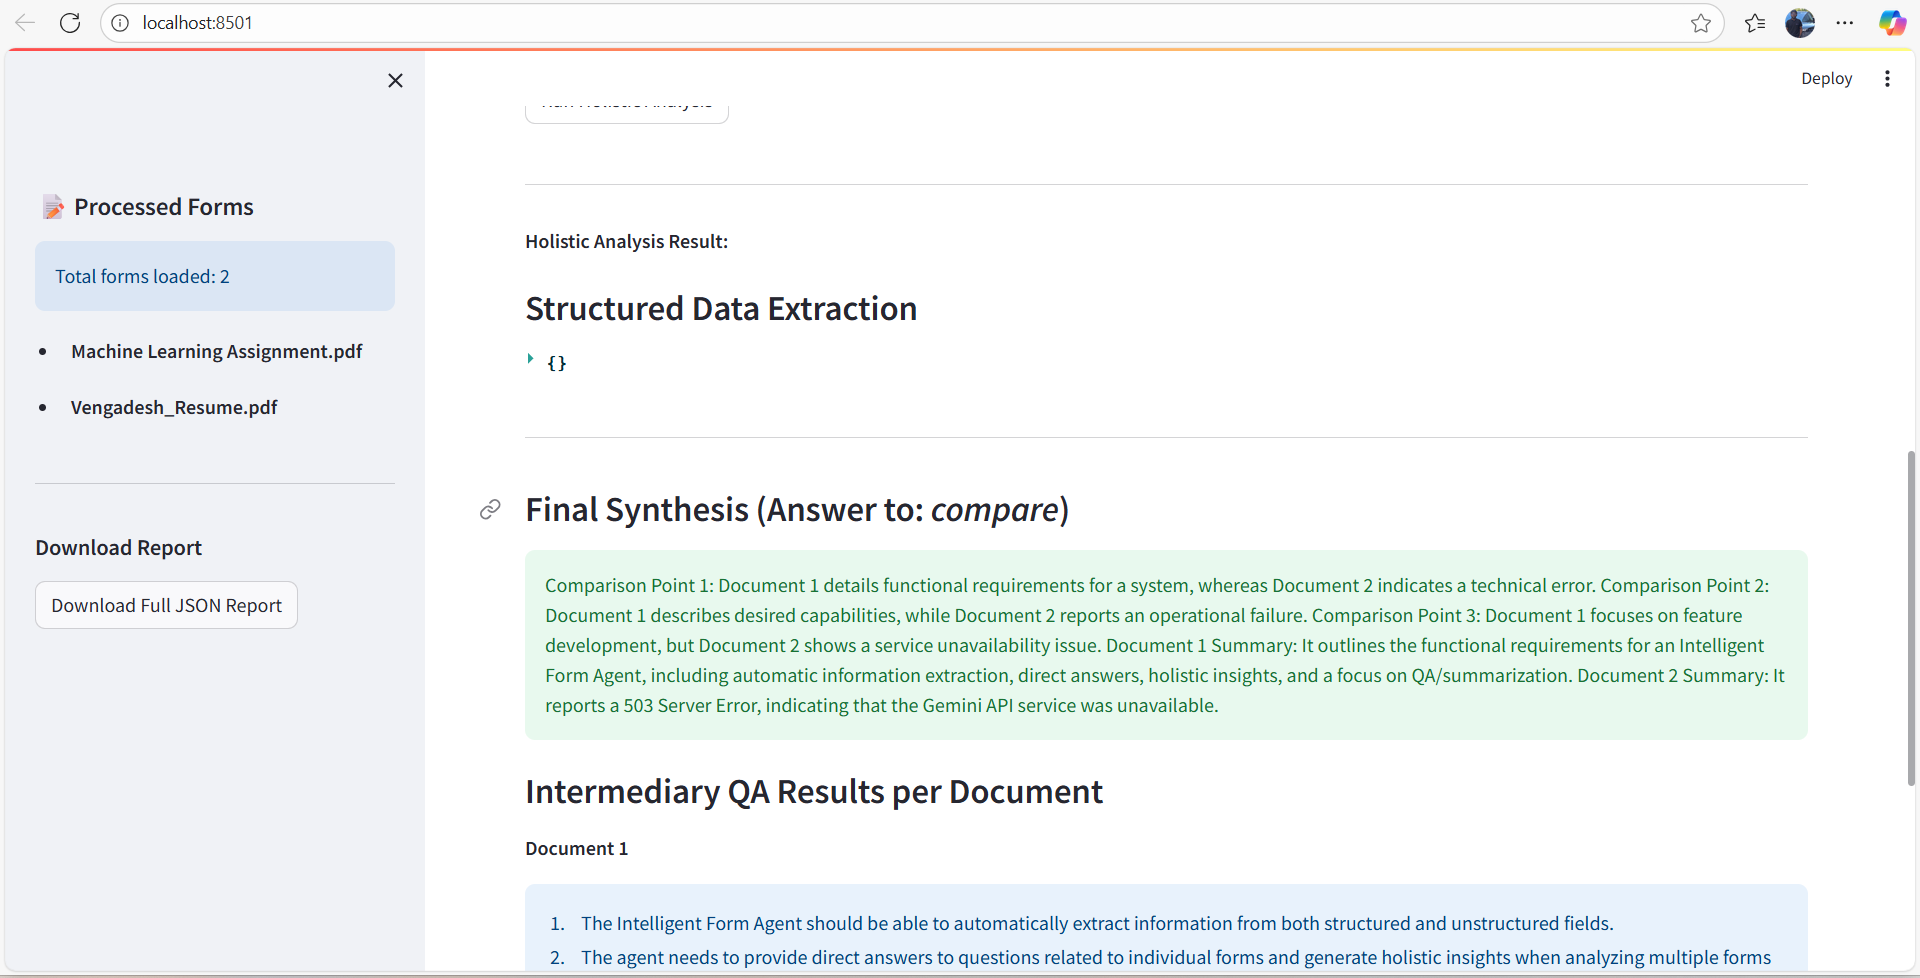 localhost:8501
Deploy
Run Holistic Analysis
📝 Processed Forms
Total forms loaded: 2
Machine Learning Assignment.pdf
Vengadesh_Resume.pdf
Download Report
Download Full JSON Report
Holistic Analysis Result:
Structured Data Extraction
{}
Final Synthesis (Answer to: compare)
Comparison Point 1: Document 1 details functional requirements for a system, whereas Document 2 indicates a technical error. Comparison Point 2:
Document 1 describes desired capabilities, while Document 2 reports an operational failure. Comparison Point 3: Document 1 focuses on feature
development, but Document 2 shows a service unavailability issue. Document 1 Summary: It outlines the functional requirements for an Intelligent
Form Agent, including automatic information extraction, direct answers, holistic insights, and a focus on QA/summarization. Document 2 Summary: It
reports a 503 Server Error, indicating that the Gemini API service was unavailable.
Intermediary QA Results per Document
Document 1
1. The Intelligent Form Agent should be able to automatically extract information from both structured and unstructured fields.
2. The agent needs to provide direct answers to questions related to individual forms and generate holistic insights when analyzing multiple forms